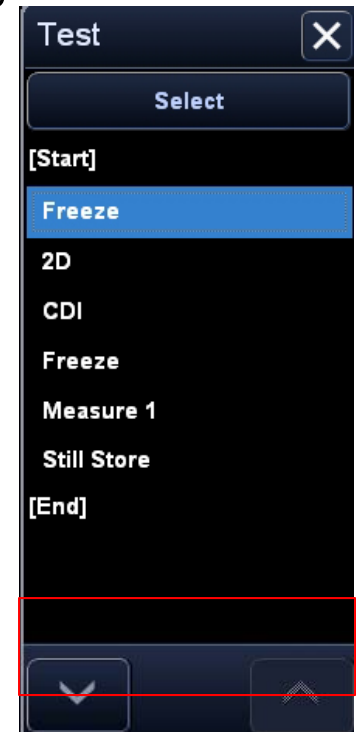 Test
Select
[Start]
Freeze
2D
CDI
Freeze
Measure 1
Still Store
[End]